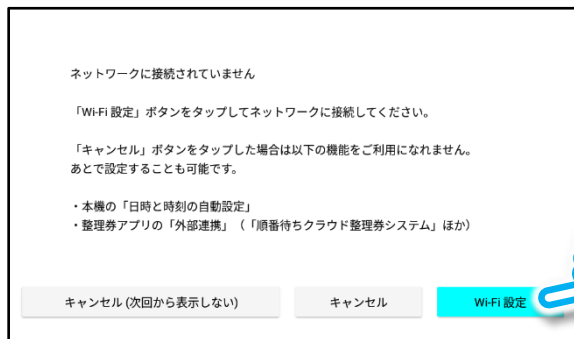 ネットワークに接続されていません
「Wi-Fi 設定」ボタンをタップしてネットワークに接続してください。
「キャンセル」ボタンをタップした場合は以下の機能をご利用になれません。
あとで設定することも可能です。
・本機の「日時と時刻の自動設定」
・整理券アプリの「外部連携」（「順番待ちクラウド整理券システム」ほか）
キャンセル (次回から表示しない)
キャンセル
Wi-Fi 設定